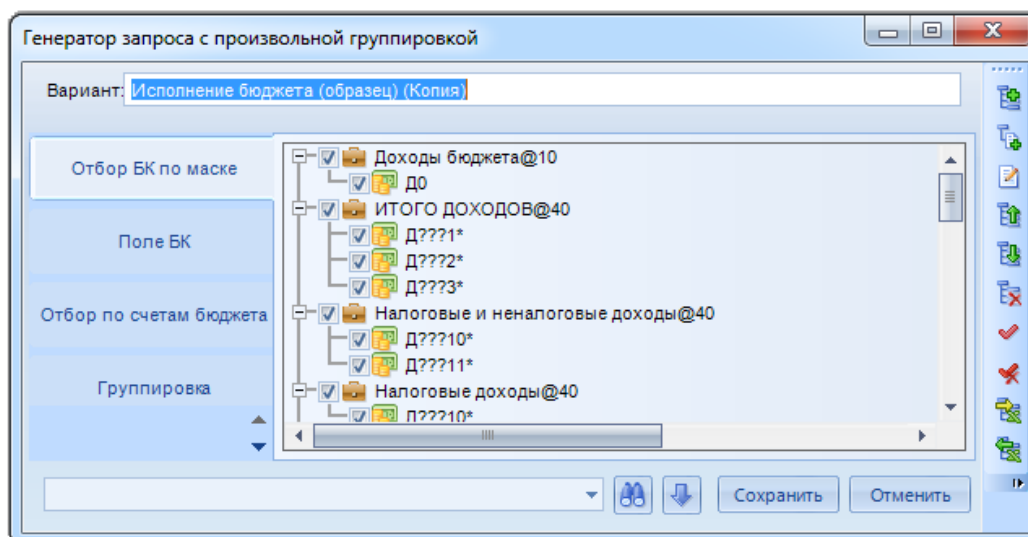 Генератор запроса с произвольной группировкой
Вариант: Исполнение бюджета (образец) (Копия)
Отбор БК по маске
Поле БК
Отбор по счетам бюджета
Группировка
Доходы бюджета@10
Д0
ИТОГО ДОХОДОВ@40
Д???1*
Д???2*
Д???3*
Налоговые и неналоговые доходы@40
Д???10*
Д???11*
Налоговые доходы@40
Д???10*
Сохранить
Отменить